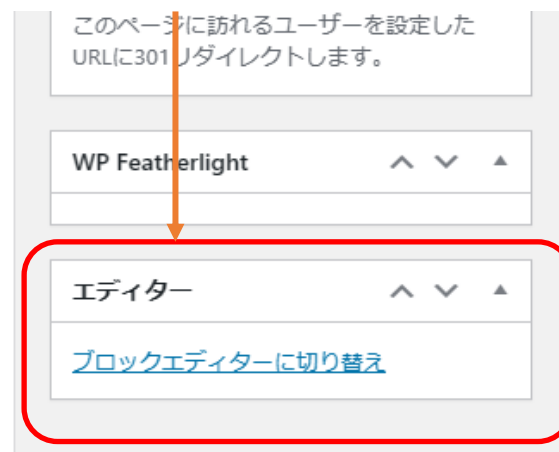 このページに訪れるユーザーを設定した
URLに301リダイレクトします。
WP Featherlight
エディター
ブロックエディターに切り替え